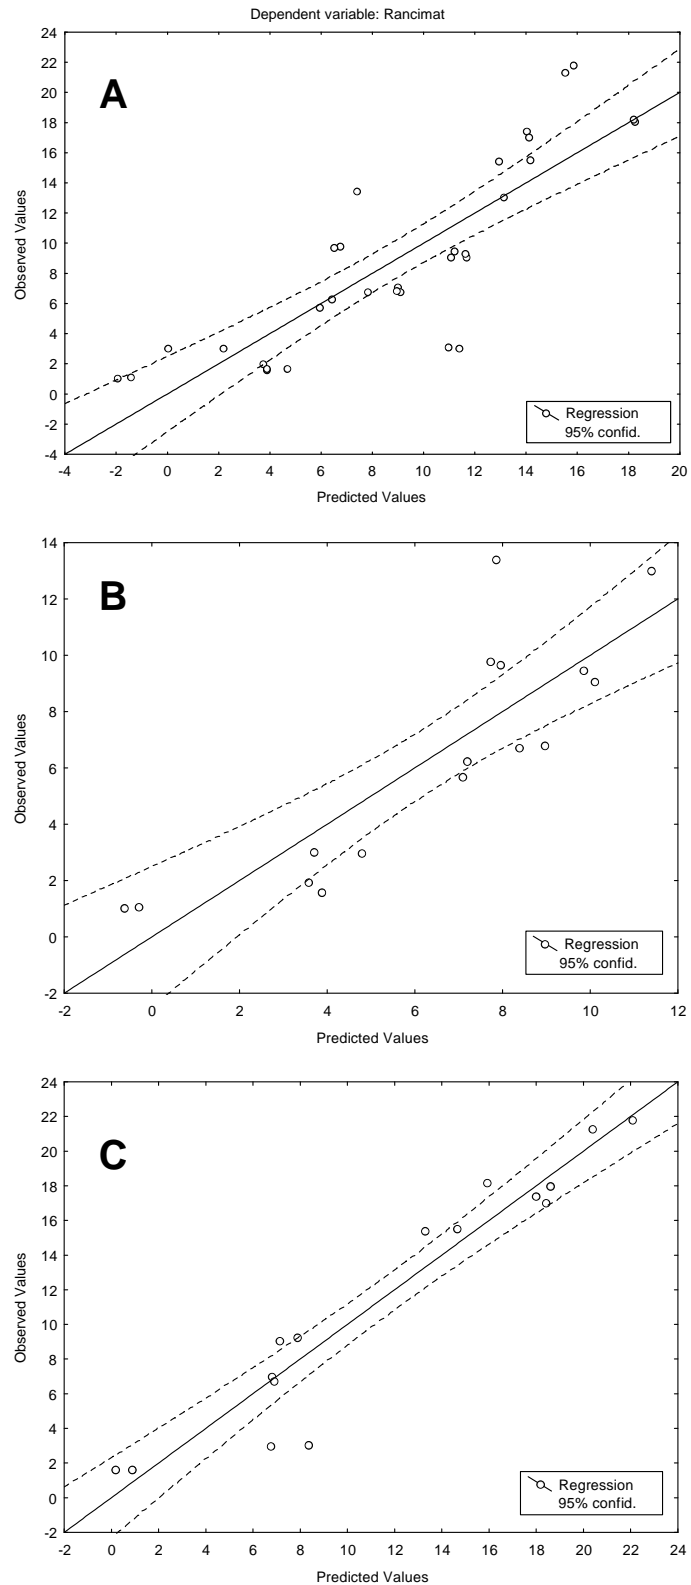 Dependent variable: Rancimat
24
22
20
18
16
14
12
10
8
6
4
2
0
-2
-4
A
Observed Values
Regression
95% confid.
-4 -2 0 2 4 6 8 10 12 14 16 18 20
Predicted Values
14
12
10
8
6
4
2
0
-2
B
Observed Values
Regression
95% confid.
-2 0 2 4 6 8 10 12
Predicted Values
24
22
20
18
16
14
12
10
8
6
4
2
0
-2
C
Observed Values
Regression
95% confid.
-2 0 2 4 6 8 10 12 14 16 18 20 22 24
Predicted Values